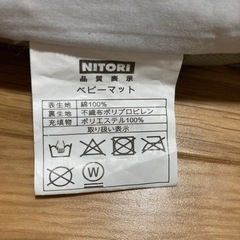 NITORI
品質表示
ベビーマット
表生地 綿100%
裏生地 不織布ポリプロピレン
充填物 ポリエステル100%
取り扱い表示
W